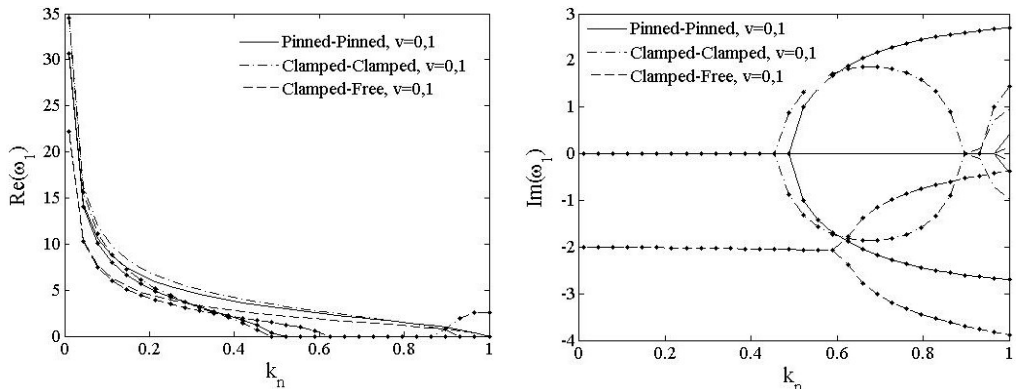 Re(ω₁)
35
30
25
20
15
10
5
0
Pinned-Pinned, v=0,1
Clamped-Clamped, v=0,1
Clamped-Free, v=0,1
0
0.2
0.4
0.6
0.8
1
kₙ
Im(ω₁)
3
2
1
0
-1
-2
-3
-4
Pinned-Pinned, v=0,1
Clamped-Clamped, v=0,1
Clamped-Free, v=0,1
0
0.2
0.4
0.6
0.8
1
kₙ